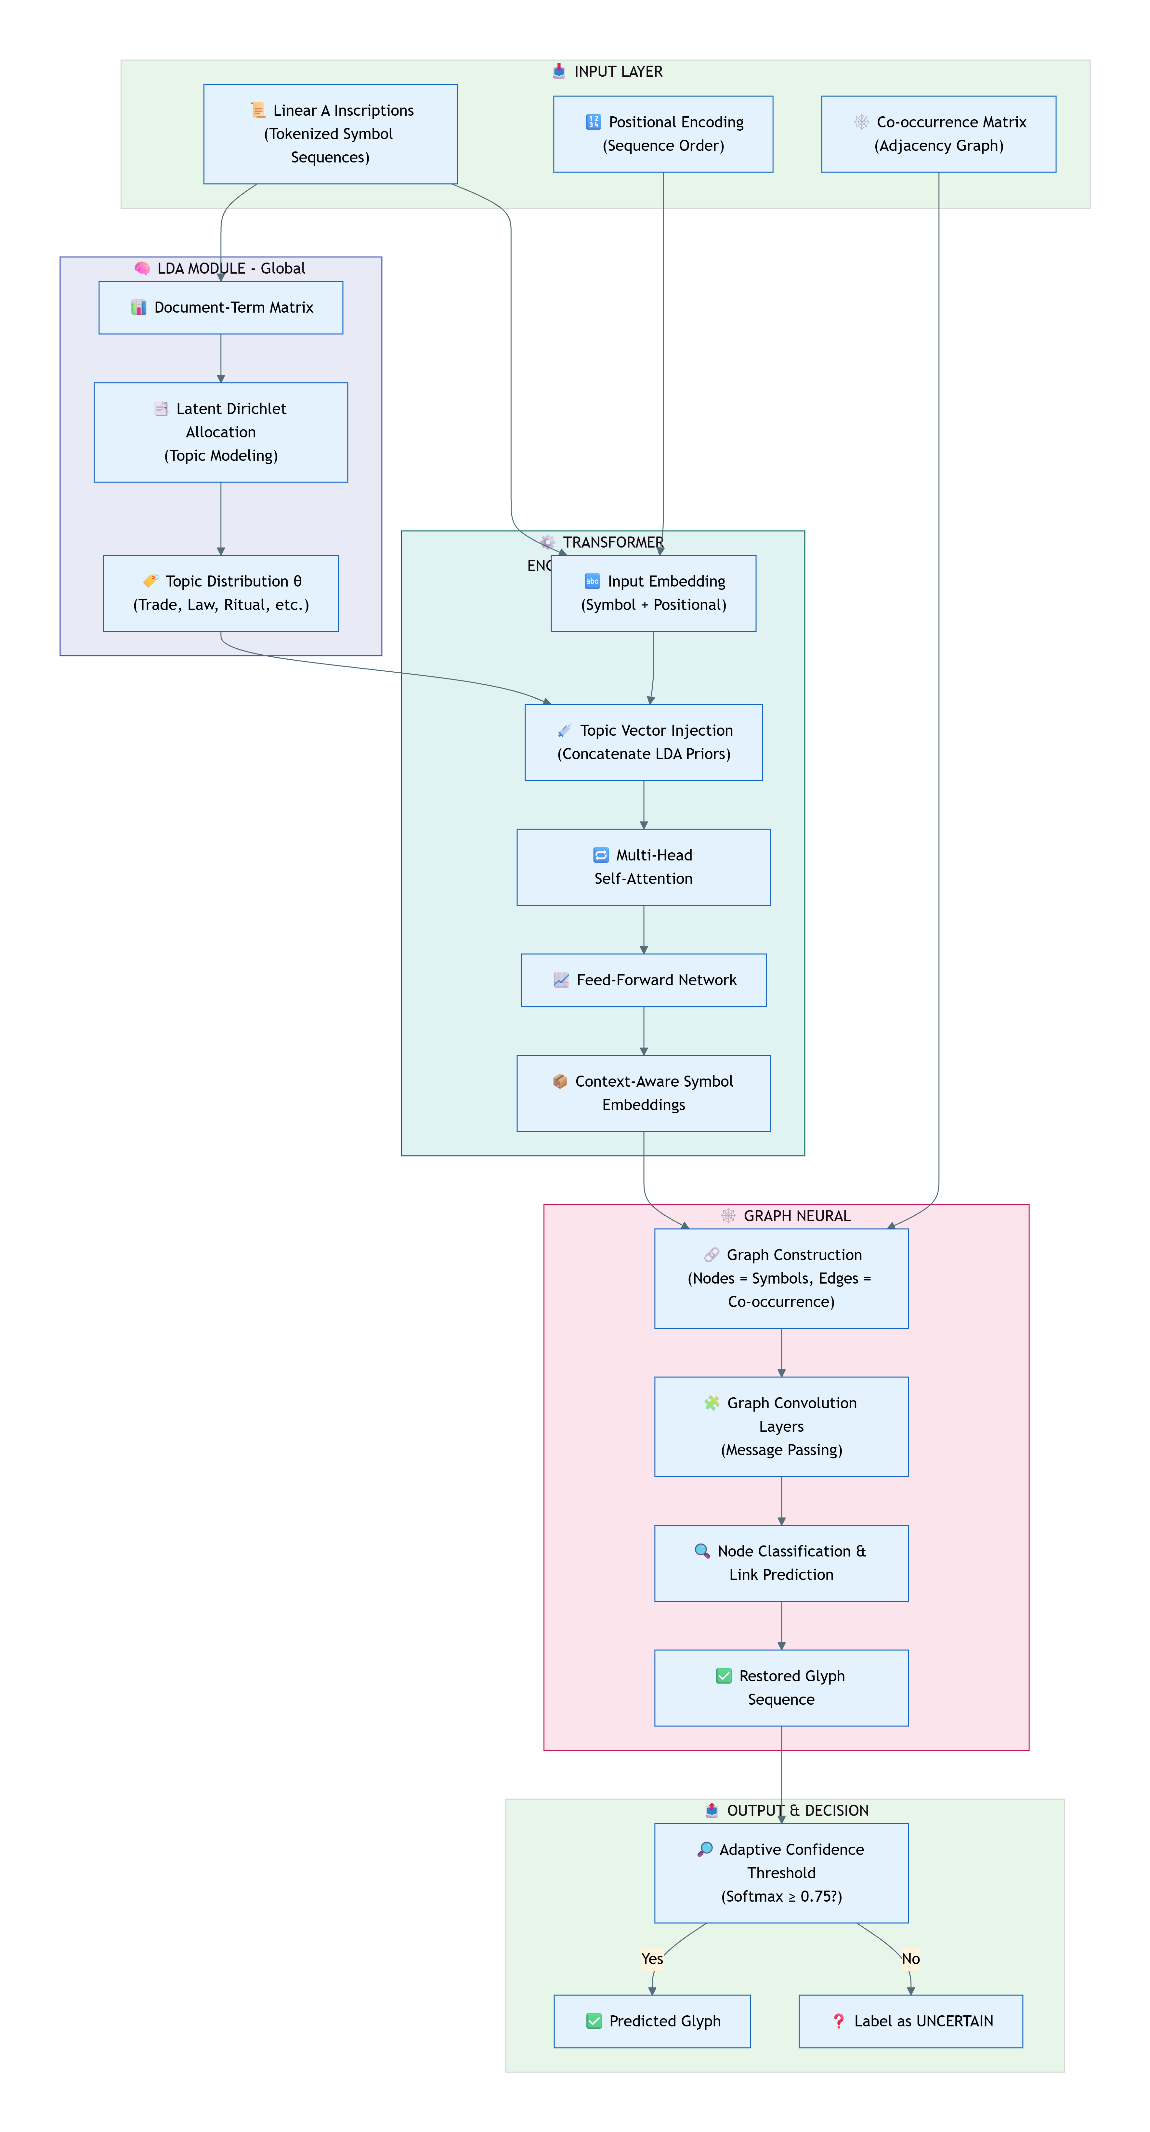 INPUT LAYER
Linear A Inscriptions
(Tokenized Symbol
Sequences)
Positional Encoding
(Sequence Order)
Co-occurrence Matrix
(Adjacency Graph)
LDA MODULE - Global
Document-Term Matrix
Latent Dirichlet
Allocation
(Topic Modeling)
Topic Distribution θ
(Trade, Law, Ritual, etc.)
TRANSFORMER
Input Embedding
(Symbol + Positional)
Topic Vector Injection
(Concatenate LDA Priors)
Multi-Head
Self-Attention
Feed-Forward Network
Context-Aware Symbol
Embeddings
GRAPH NEURAL
Graph Construction
(Nodes = Symbols, Edges =
Co-occurrence)
Graph Convolution
Layers
(Message Passing)
Node Classification &
Link Prediction
Restored Glyph
Sequence
OUTPUT & DECISION
Adaptive Confidence
Threshold
(Softmax ≥ 0.75?)
Yes
No
Predicted Glyph
Label as UNCERTAIN